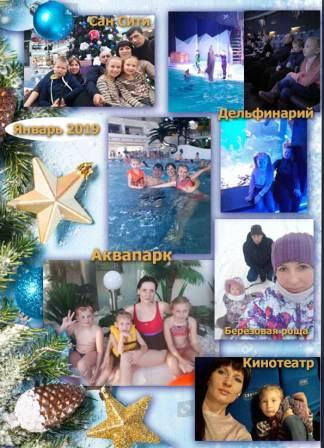 Сан Сити
Дельфинарий
Январь 2019
Аквапарк
Березовая роща
Кинотеатр